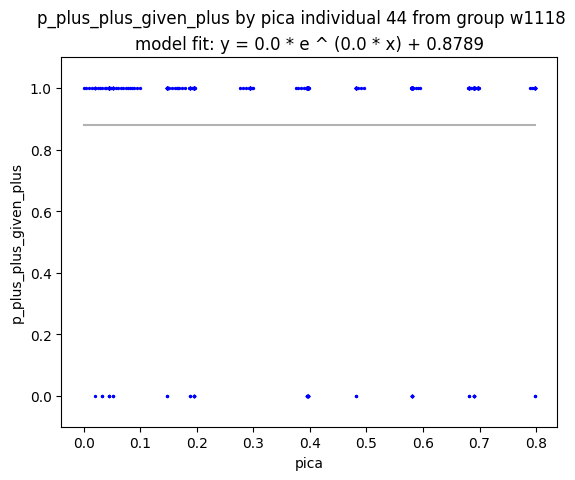 p_plus_plus_given_plus by pica individual 44 from group w1118
model fit: y = 0.0 * e ^ (0.0 * x) + 0.8789
1.0
0.8
0.6
0.4
0.2
0.0
p_plus_plus_given_plus
0.0 0.1 0.2 0.3 0.4 0.5 0.6 0.7 0.8
pica